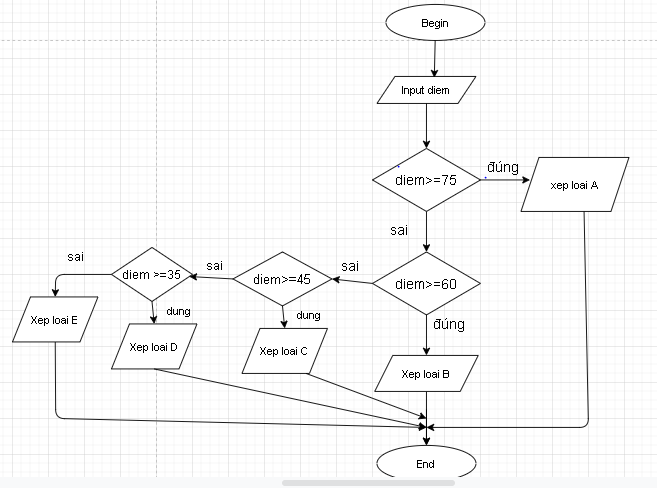 Begin
Input diem
diem>=75
đúng
xep loai A
sai
diem>=60
sai
diem>=45
sai
diem >=35
sai
đúng
dung
dung
Xep loai B
Xep loai C
Xep loai D
Xep loai E
End